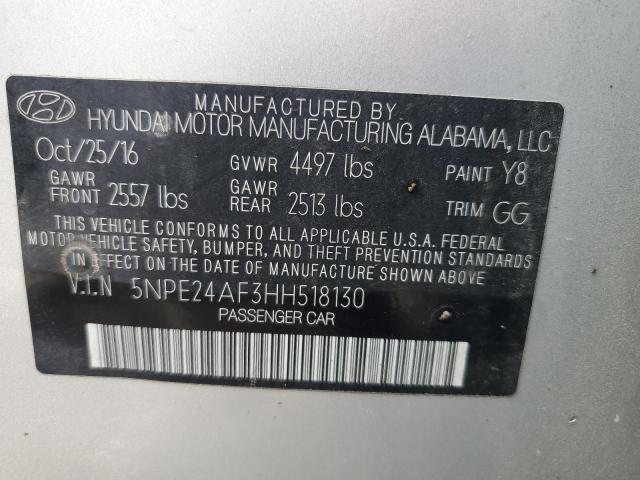 MANUFACTURED BY
HYUNDAI MOTOR MANUFACTURING ALABAMA, LLC
Oct/25/16 GVWR 4497 lbs PAINT Y8
GAWR FRONT 2557 lbs GAWR REAR 2513 lbs TRIM GG
THIS VEHICLE CONFORMS TO ALL APPLICABLE U.S.A. FEDERAL
MOTOR VEHICLE SAFETY, BUMPER, AND THEFT PREVENTION STANDARDS
IN EFFECT ON THE DATE OF MANUFACTURE SHOWN ABOVE
V.I.N 5NPE24AF3HH518130
PASSENGER CAR